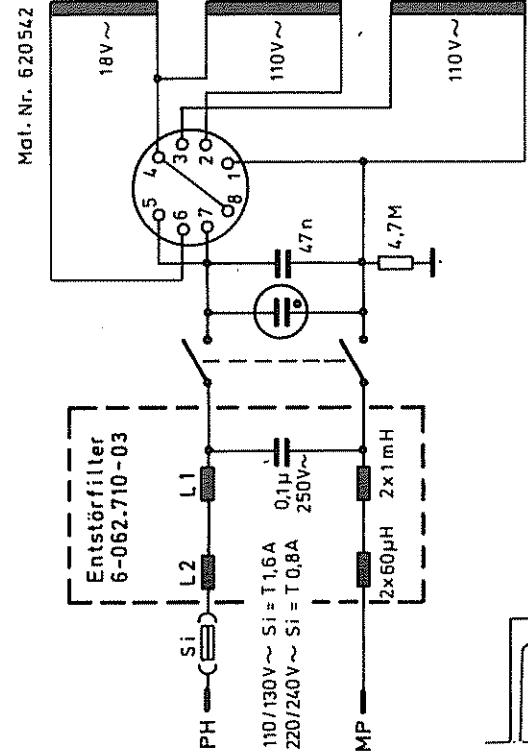 Mat. Nr. 620542
18V~
110V~
110V~
4
3
2
1
5
6
7
8
47n
4,7M
Entstörfilter
6-062.710-03
L2
L1
0,1µ
250V~
2x60µH
2x1mH
Si
PH
110/130V~ Si = T1,6A
220/240V~ Si = T0,8A
MP